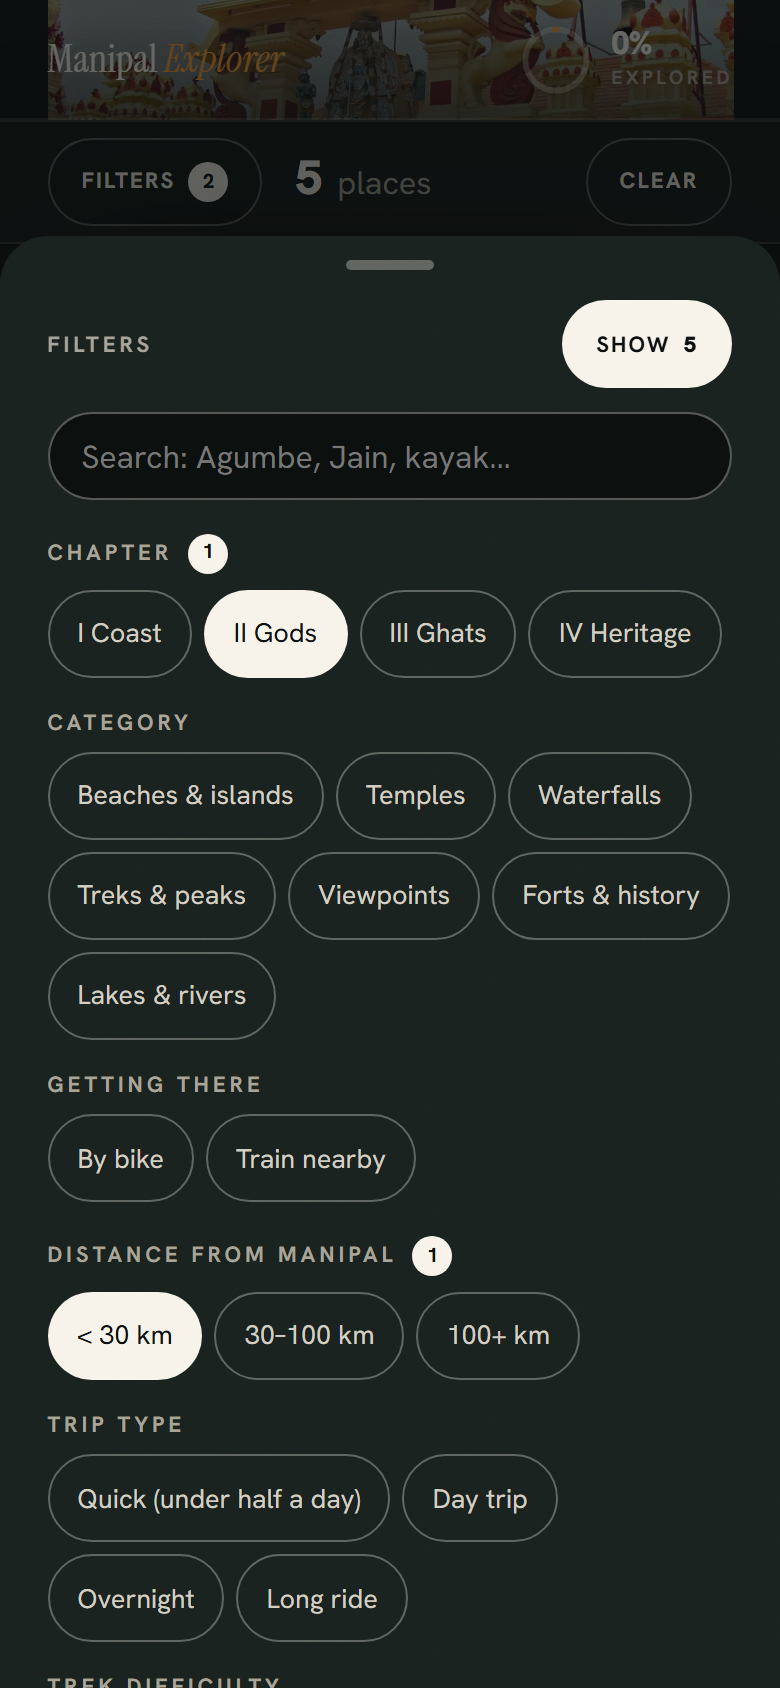 Manipal Explorer
0%
EXPLORED
FILTERS 2 5 places CLEAR
FILTERS SHOW 5
Search: Agumbe, Jain, kayak...
CHAPTER 1
I Coast II Gods III Ghats IV Heritage
CATEGORY
Beaches & islands Temples Waterfalls
Treks & peaks Viewpoints Forts & history
Lakes & rivers
GETTING THERE
By bike Train nearby
DISTANCE FROM MANIPAL 1
< 30 km 30–100 km 100+ km
TRIP TYPE
Quick (under half a day) Day trip
Overnight Long ride
TREK DIFFICULTY